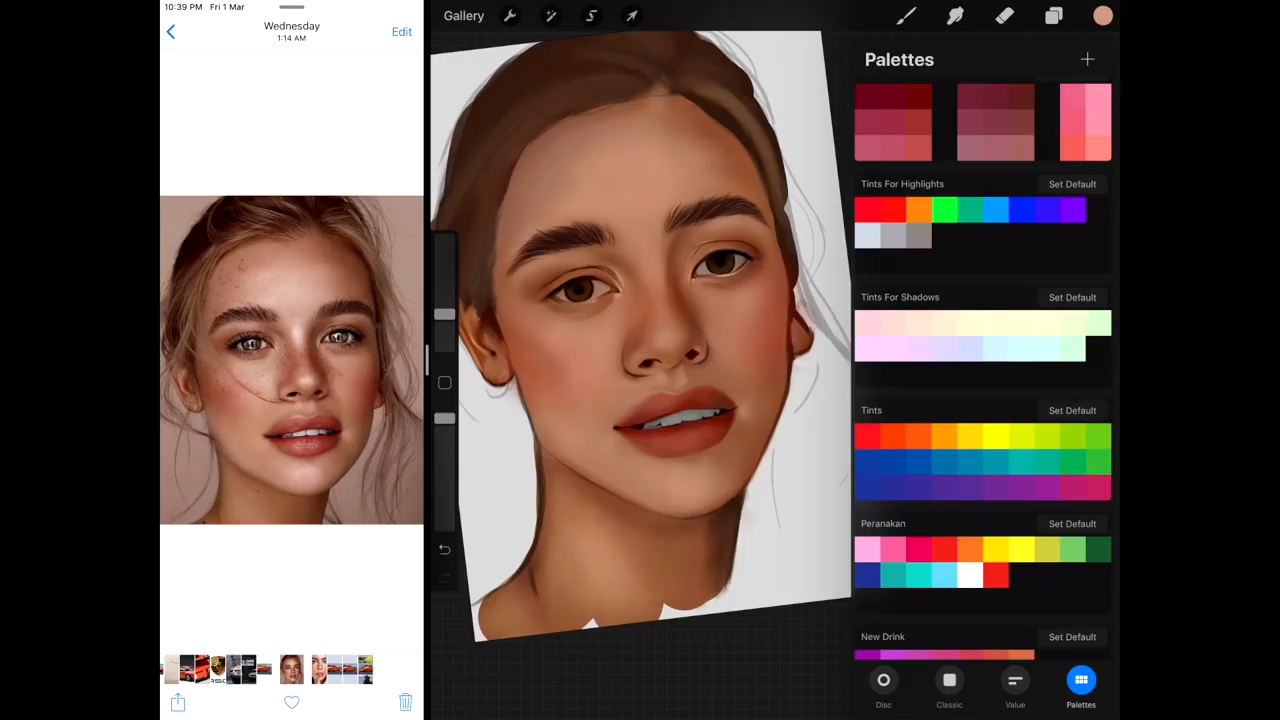 10:39 PM Fri 1 Mar
Wednesday
1:14 AM
Edit
Gallery
Palettes
Tints For Highlights
Set Default
Tints For Shadows
Set Default
Tints
Set Default
Peranakan
Set Default
New Drink
Set Default
Disc
Classic
Value
Palettes